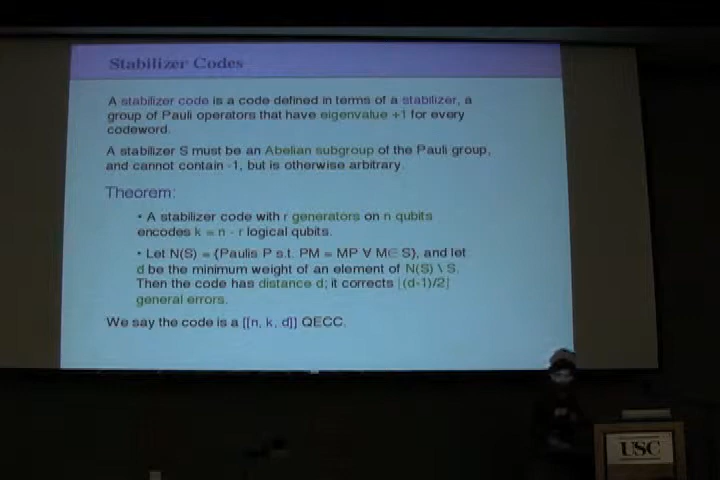 Stabilizer Codes
A stabilizer code is a code defined in terms of a stabilizer, a
group of Pauli operators that have eigenvalue +1 for every
codeword.
A stabilizer S must be an Abelian subgroup of the Pauli group,
and cannot contain -1, but is otherwise arbitrary.
Theorem:
• A stabilizer code with r generators on n qubits
encodes k = n - r logical qubits.
• Let N(S) = {Paulis P s.t. PM = MP ∀ M∈ S}, and let
d be the minimum weight of an element of N(S) \ S.
Then the code has distance d; it corrects ⌊(d-1)/2⌋
general errors.
We say the code is a [[n, k, d]] QECC.
USC